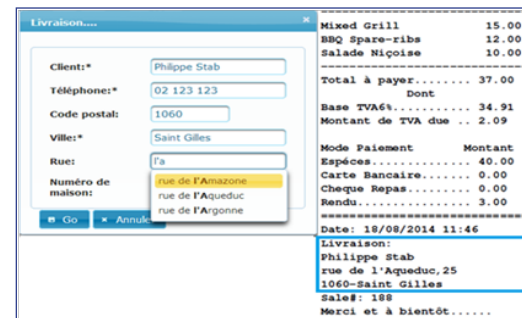 Livraison....
×
Client:* Philippe Stab
Téléphone:* 02 123 123
Code postal: 1060
Ville:* Saint Gilles
Rue: l'a
Numéro de maison:
rue de l'Amazone
rue de l'Aqueduc
rue de l'Argonne
Go × Annule
Mixed Grill 15.00
BBQ Spare-ribs 12.00
Salade Niçoise 10.00
Total à payer........ 37.00
Dont
Base TVA6%........... 34.91
Montant de TVA due .. 2.09
Mode Paiement Montant
Espéces.............. 40.00
Carte Bancaire....... 0.00
Cheque Repas......... 0.00
Rendu................ 3.00
Date: 18/08/2014 11:46
Livraison:
Philippe Stab
rue de l'Aqueduc,25
1060-Saint Gilles
Sale#: 188
Merci et à bientôt......